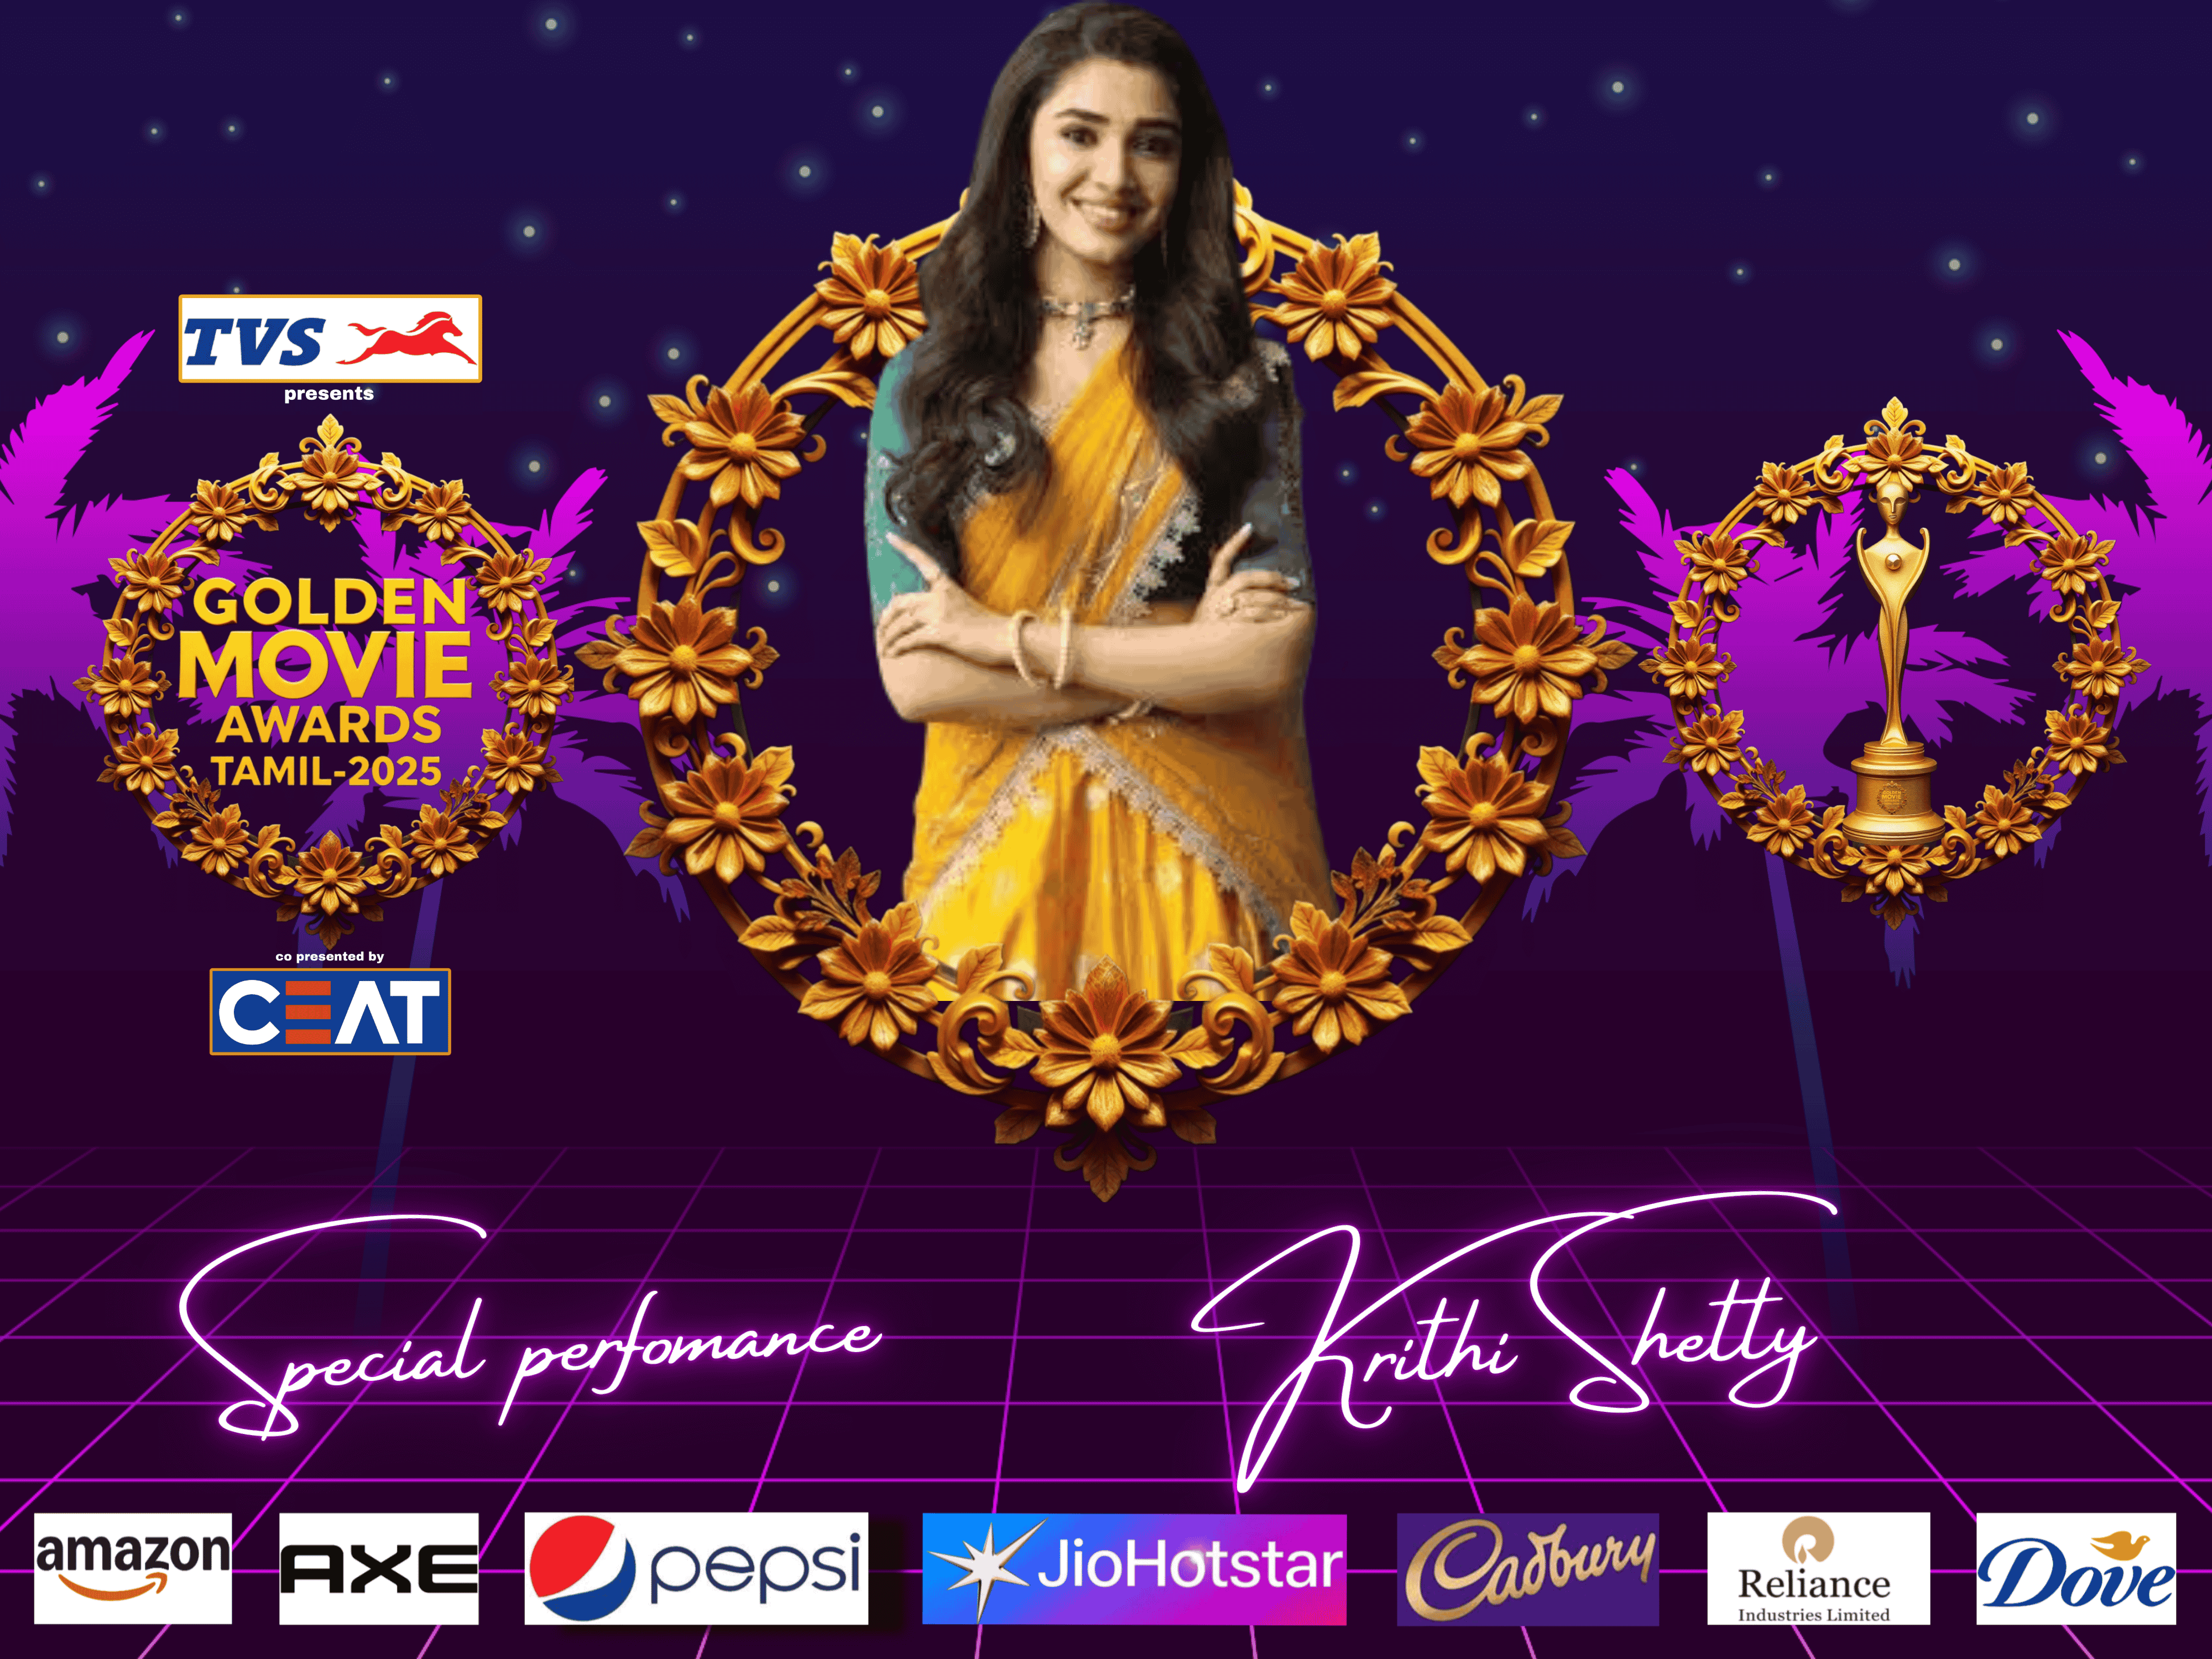 TVS
presents
GOLDEN
MOVIE
AWARDS
TAMIL-2025
co presented by
CEAT
Special perfomance
Krithi Shetty
amazon
AXE
pepsi
JioHotstar
Cadbury
Reliance
Industries Limited
Dove